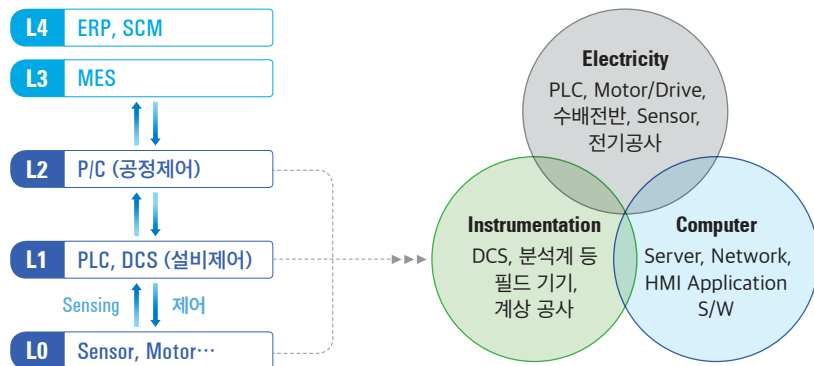 L4 ERP, SCM
L3 MES
L2 P/C (공정제어)
L1 PLC, DCS (설비제어)
Sensing 제어
L0 Sensor, Motor⋯
Electricity
PLC, Motor/Drive,
수배전반, Sensor,
전기공사
Instrumentation
DCS, 분석계 등
필드 기기,
계상 공사
Computer
Server, Network,
HMI Application
S/W